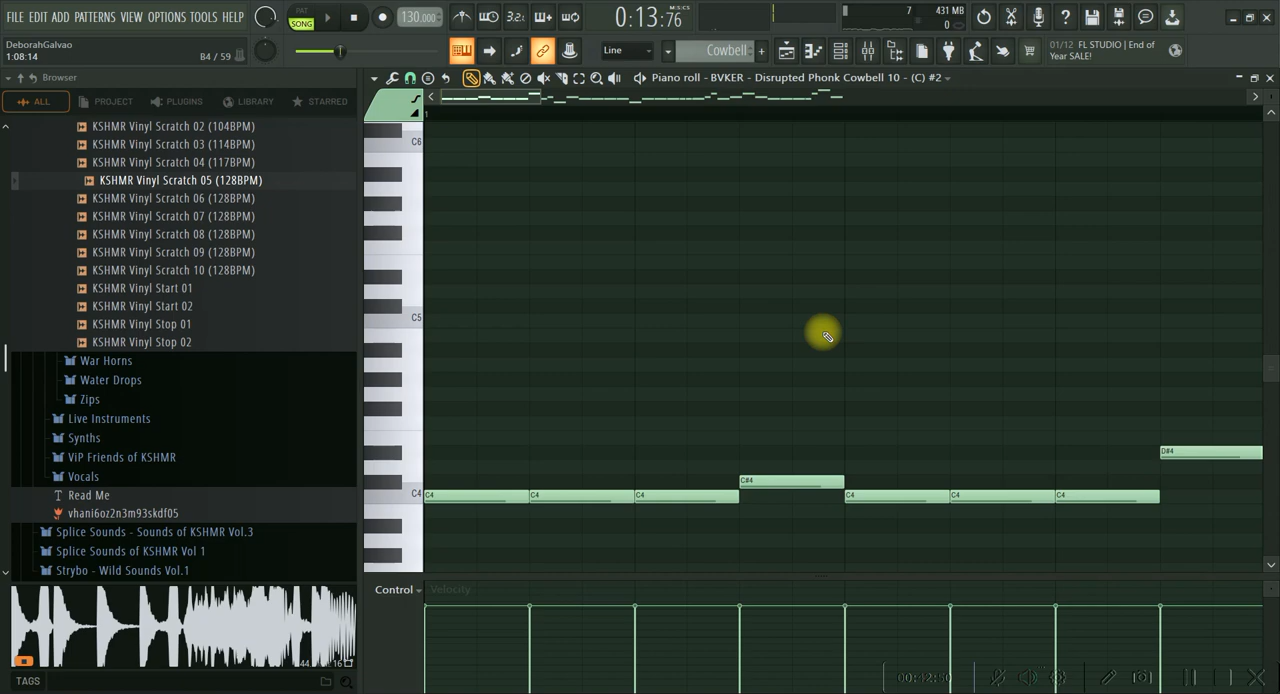 FILE EDIT ADD PATTERNS VIEW OPTIONS TOOLS HELP
PAT
SONG
130.000
3.2
0:13:76
M:S:CS
7
431 MB
0
DeborahGalvao
1:08:14
B4 / 59
Line
Cowbell
01/12 FL STUDIO | End of
Year SALE!
Browser
Piano roll - BVKER - Disrupted Phonk Cowbell 10 - (C) #2
ALL
PROJECT
PLUGINS
LIBRARY
STARRED
KSHMR Vinyl Scratch 02 (104BPM)
KSHMR Vinyl Scratch 03 (114BPM)
KSHMR Vinyl Scratch 04 (117BPM)
KSHMR Vinyl Scratch 05 (128BPM)
KSHMR Vinyl Scratch 06 (128BPM)
KSHMR Vinyl Scratch 07 (128BPM)
KSHMR Vinyl Scratch 08 (128BPM)
KSHMR Vinyl Scratch 09 (128BPM)
KSHMR Vinyl Scratch 10 (128BPM)
KSHMR Vinyl Start 01
KSHMR Vinyl Start 02
KSHMR Vinyl Stop 01
KSHMR Vinyl Stop 02
War Horns
Water Drops
Zips
Live Instruments
Synths
ViP Friends of KSHMR
Vocals
Read Me
vhani6oz2n3m93skdf05
Splice Sounds - Sounds of KSHMR Vol.3
Splice Sounds of KSHMR Vol 1
Strybo - Wild Sounds Vol.1
TAGS
1
C6
C5
C4
C4
C4
C4
C#4
C4
C4
C4
D#4
Control
Velocity